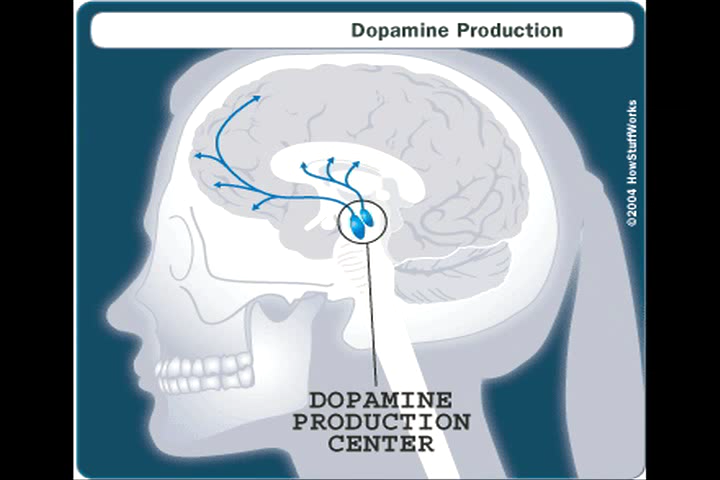 Dopamine Production
©2004 HowStuffWorks
DOPAMINE
PRODUCTION
CENTER